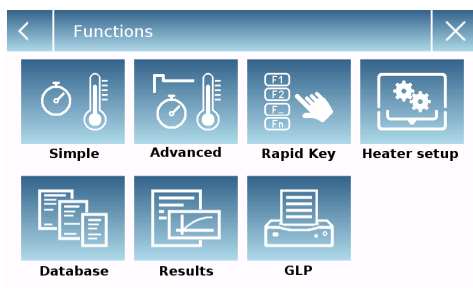 Functions
F1
F2
F...
Fn
Simple
Advanced
Rapid Key
Heater setup
Database
Results
GLP